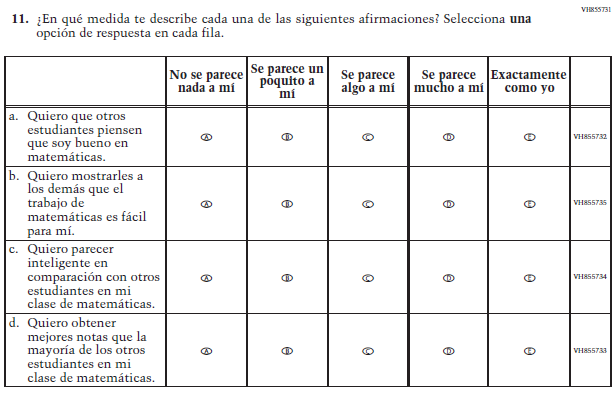 VH855731
11. ¿En qué medida te describe cada una de las siguientes afirmaciones? Selecciona una
opción de respuesta en cada fila.
No se parece
nada a mí
Se parece un
poquito a
mí
Se parece
algo a mí
Se parece
mucho a mí
Exactamente
como yo
a. Quiero que otros
estudiantes piensen
que soy bueno en
matemáticas.
A B C D E VH855732
b. Quiero mostrarles a
los demás que el
trabajo de
matemáticas es fácil
para mí.
A B C D E VH855735
c. Quiero parecer
inteligente en
comparación con otros
estudiantes en mi
clase de matemáticas.
A B C D E VH855734
d. Quiero obtener
mejores notas que la
mayoría de los otros
estudiantes en mi
clase de matemáticas.
A B C D E VH855733